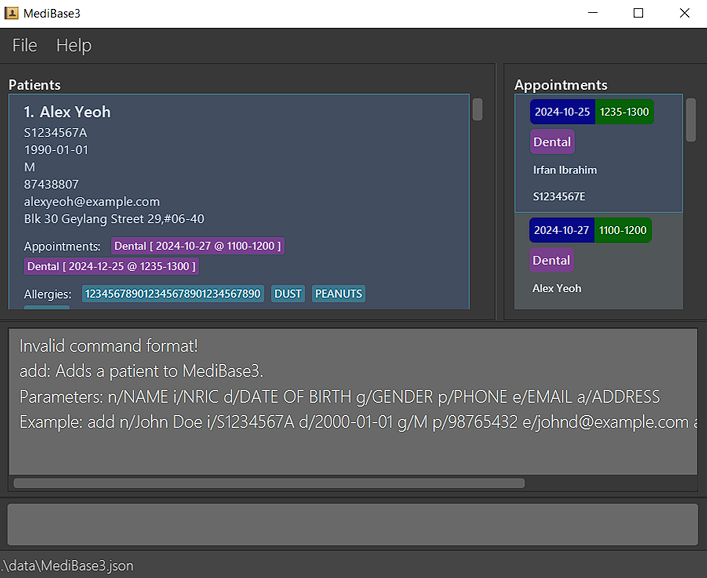 MediBase3
File Help
Patients
1. Alex Yeoh
S1234567A
1990-01-01
M
87438807
alexyeoh@example.com
Blk 30 Geylang Street 29,#06-40
Appointments: Dental [ 2024-10-27 @ 1100-1200 ]
Dental [ 2024-12-25 @ 1235-1300 ]
Allergies: 123456789012345678901234567890 DUST PEANUTS
Appointments
2024-10-25 1235-1300
Dental
Irfan Ibrahim
S1234567E
2024-10-27 1100-1200
Dental
Alex Yeoh
Invalid command format!
add: Adds a patient to MediBase3.
Parameters: n/NAME i/NRIC d/DATE OF BIRTH g/GENDER p/PHONE e/EMAIL a/ADDRESS
Example: add n/John Doe i/S1234567A d/2000-01-01 g/M p/98765432 e/johnd@example.com a
.\data\MediBase3.json